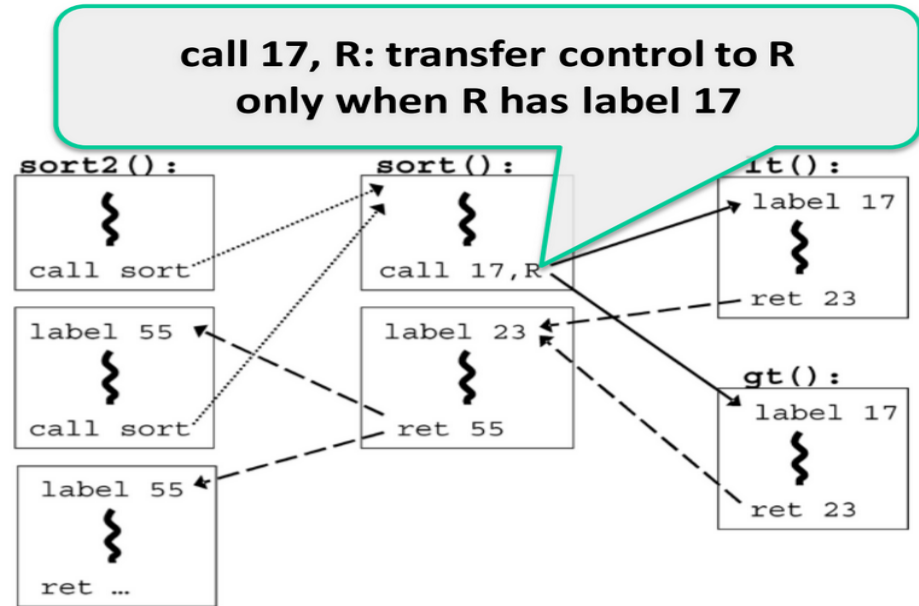 call 17, R: transfer control to R
only when R has label 17
sort2():
call sort
label 55
call sort
label 55
ret …
sort():
call 17,R
label 23
ret 55
lt():
label 17
ret 23
gt():
label 17
ret 23